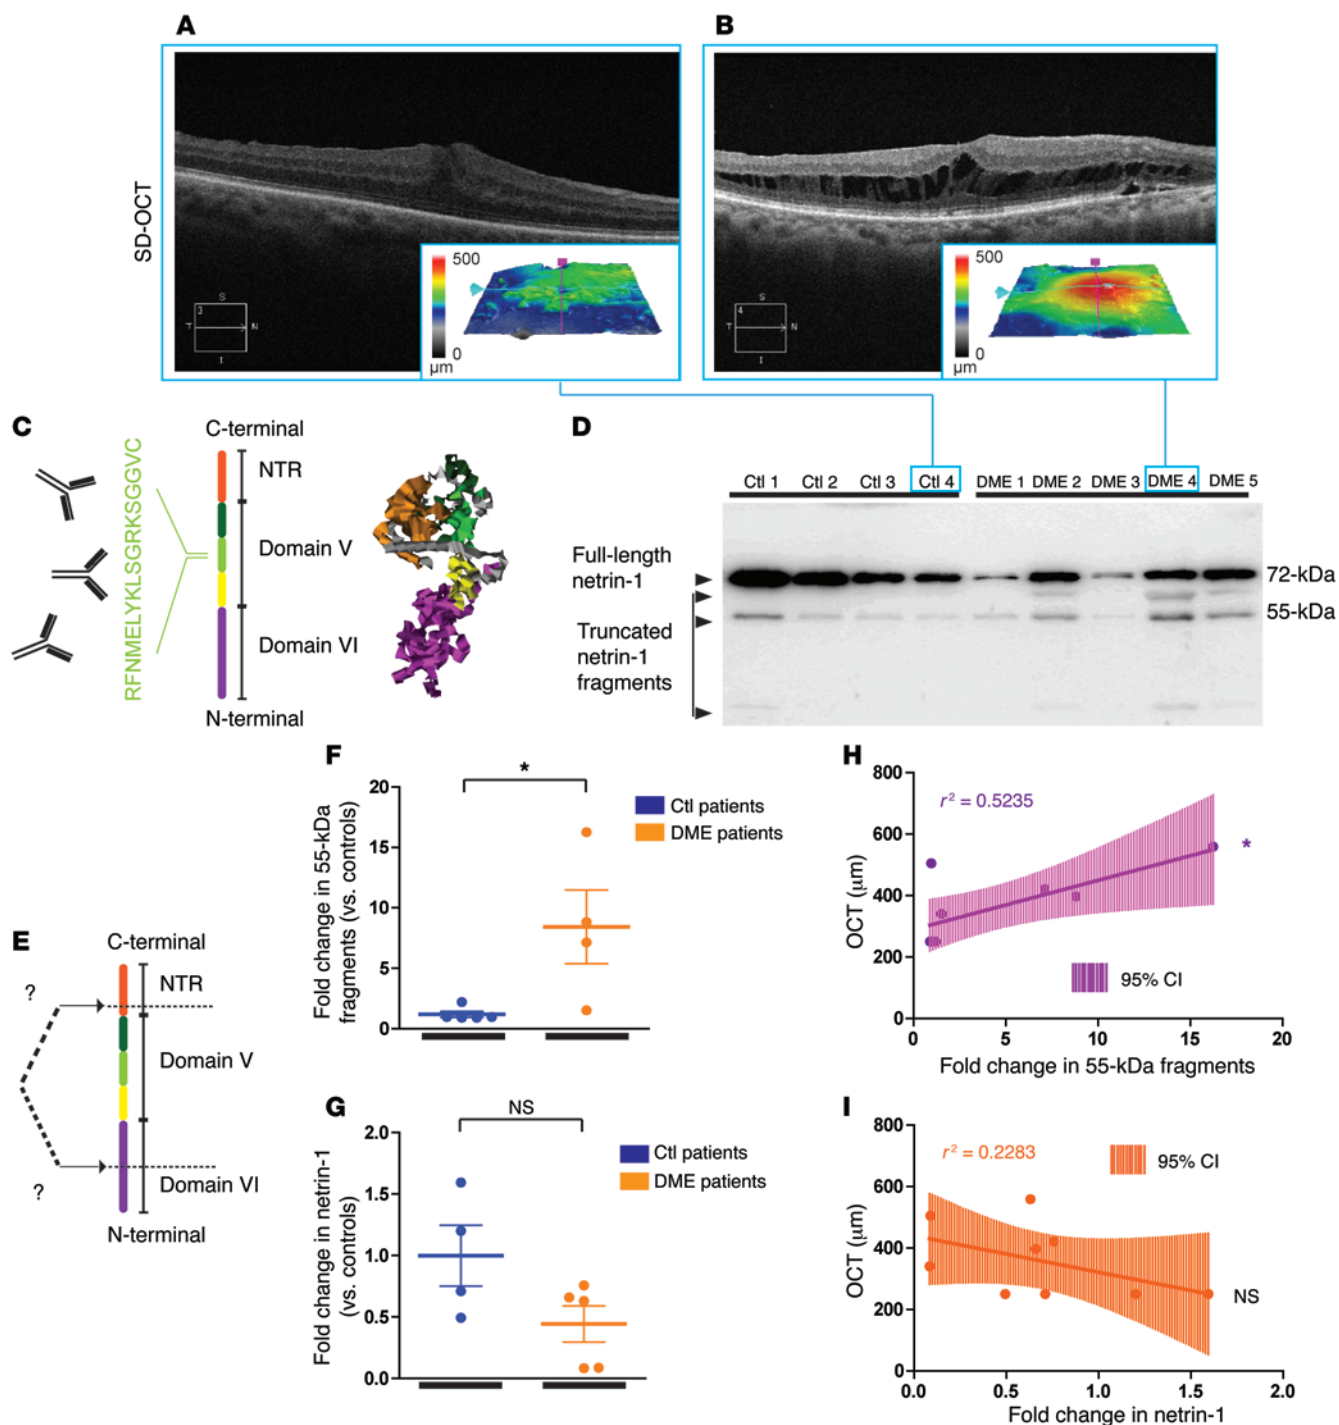 A
B
SD-OCT
500
0
µm
3
S
T
N
I
500
0
µm
4
S
T
N
I
C
C-terminal
NTR
Domain V
Domain VI
N-terminal
RFNMELYKLSGRKSGGVC
D
Ctl 1 Ctl 2 Ctl 3 Ctl 4 DME 1 DME 2 DME 3 DME 4 DME 5
Full-length
netrin-1
Truncated
netrin-1
fragments
72-kDa
55-kDa
E
C-terminal
NTR
Domain V
Domain VI
N-terminal
?
?
F
*
20
15
10
5
0
Fold change in 55-kDa
fragments (vs. controls)
Ctl patients
DME patients
G
NS
2.0
1.5
1.0
0.5
0.0
Fold change in netrin-1
(vs. controls)
Ctl patients
DME patients
H
800
600
400
200
0
OCT (µm)
r² = 0.5235
*
95% CI
5 10 15 20
Fold change in 55-kDa fragments
I
800
600
400
200
0
OCT (µm)
r² = 0.2283
95% CI
NS
0.0 0.5 1.0 1.5 2.0
Fold change in netrin-1